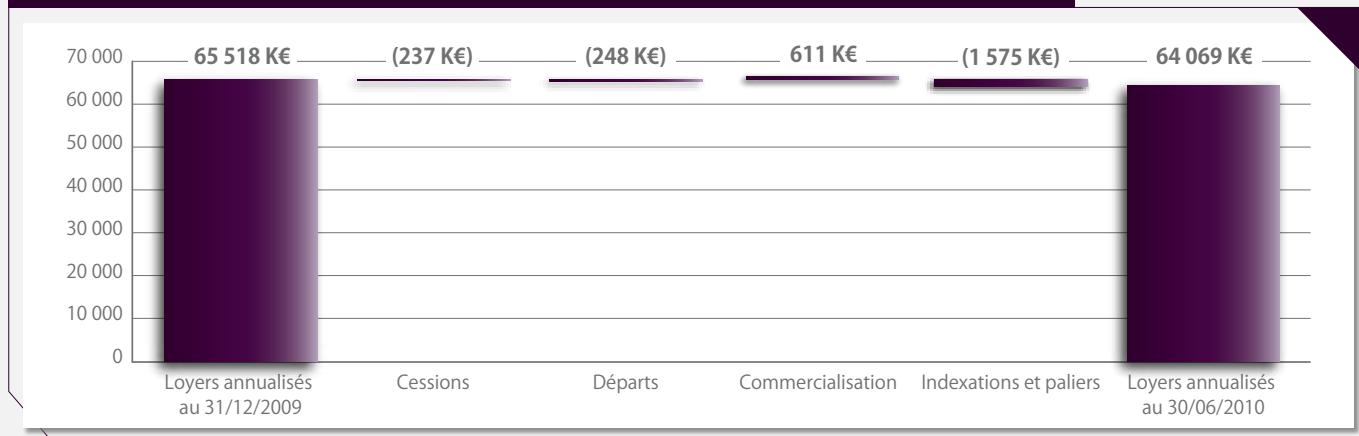 65 518 K€ (237 K€) (248 K€) 611 K€ (1 575 K€) 64 069 K€
70 000
60 000
50 000
40 000
30 000
20 000
10 000
0
Loyers annualisés
au 31/12/2009
Cessions
Départs
Commercialisation
Indexations et paliers
Loyers annualisés
au 30/06/2010